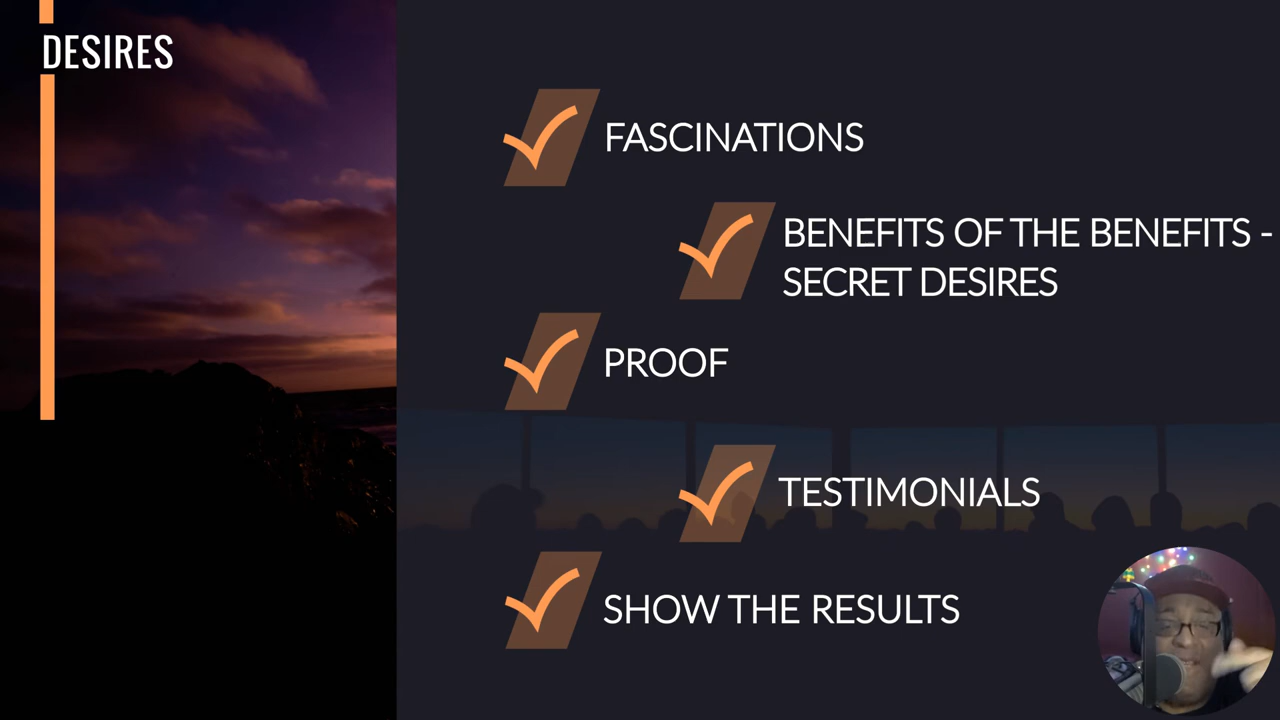 DESIRES
FASCINATIONS
BENEFITS OF THE BENEFITS -
SECRET DESIRES
PROOF
TESTIMONIALS
SHOW THE RESULTS